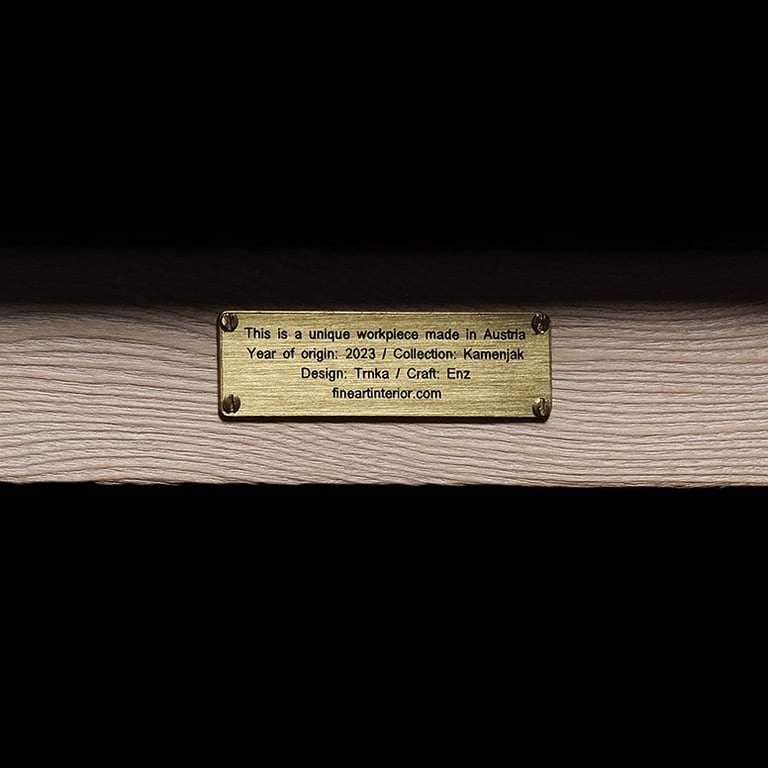 This is a unique workpiece made in Austria
Year of origin: 2023 / Collection: Kamenjak
Design: Trnka / Craft: Enz
fineartinterior.com